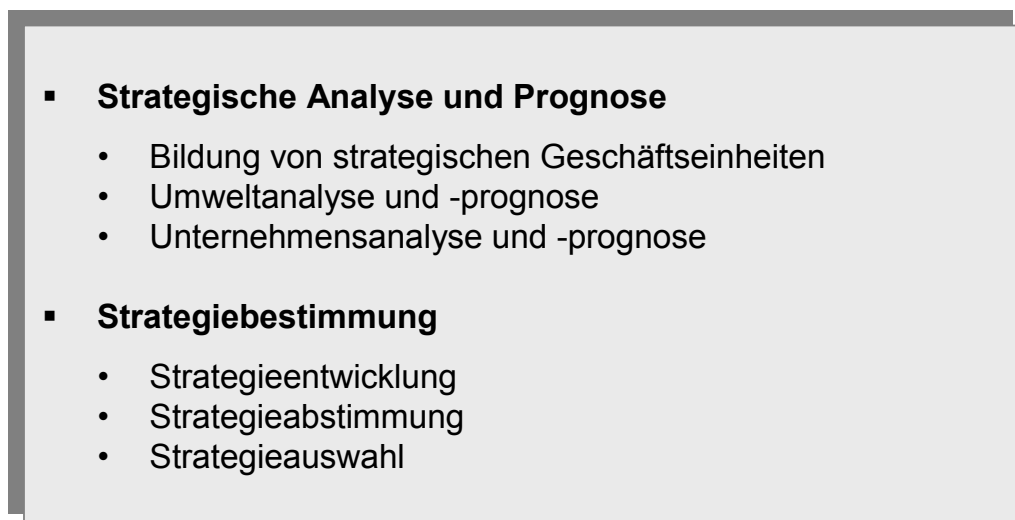 ▪ Strategische Analyse und Prognose
• Bildung von strategischen Geschäftseinheiten
• Umweltanalyse und -prognose
• Unternehmensanalyse und -prognose
▪ Strategiebestimmung
• Strategieentwicklung
• Strategieabstimmung
• Strategieauswahl